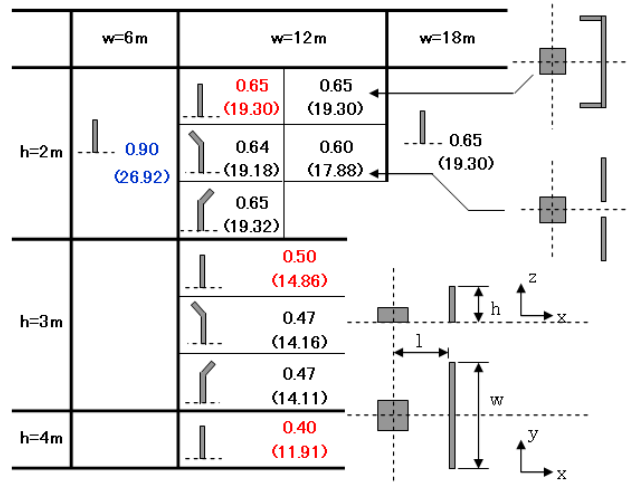 w=6m w=12m w=18m
h=2m
0.90
(26.92)
0.65 0.65
(19.30) (19.30)
0.64 0.60
(19.18) (17.88)
0.65
(19.32)
0.65
(19.30)
h=3m
0.50
(14.86)
0.47
(14.16)
0.47
(14.11)
h=4m
0.40
(11.91)
z
h
x
l
w
y
x